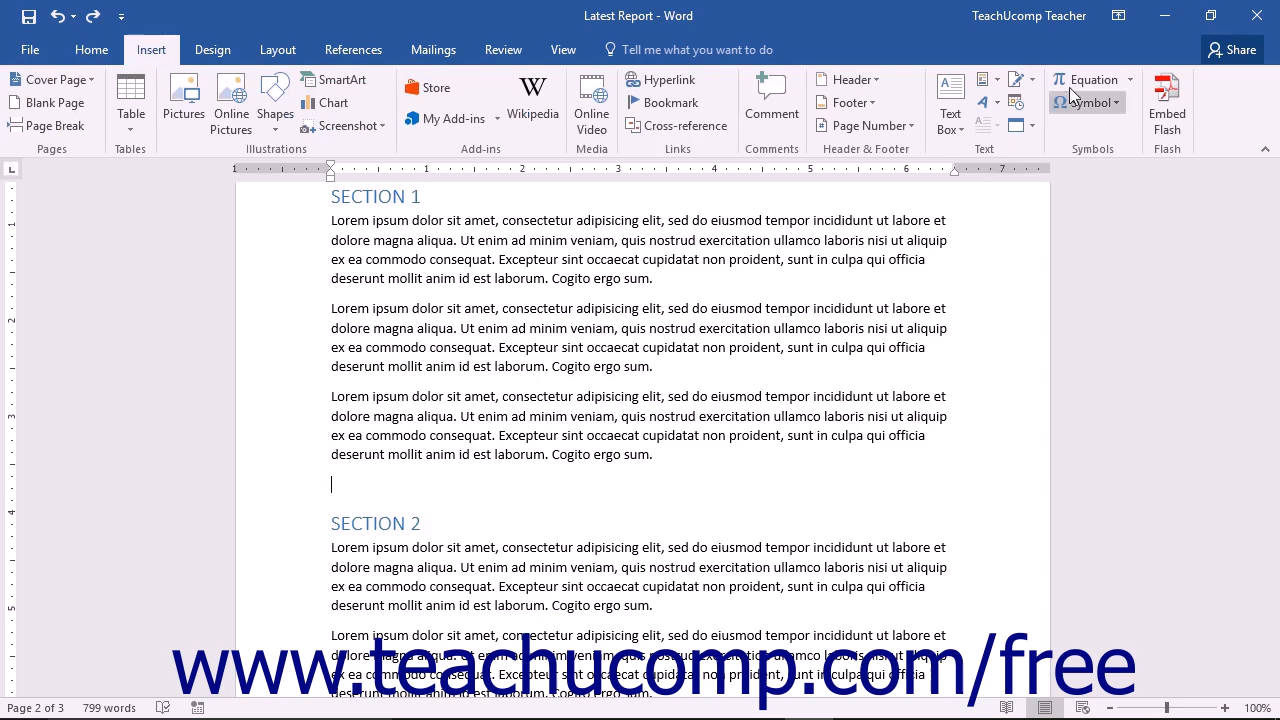 Latest Report - Word
TeachUcomp Teacher
File Home Insert Design Layout References Mailings Review View Tell me what you want to do Share
Cover Page
Blank Page
Page Break
Pages
Table
Tables
Pictures
Online Pictures
Shapes
SmartArt
Chart
Screenshot
Illustrations
Store
My Add-ins
Wikipedia
Add-ins
Online Video
Media
Hyperlink
Bookmark
Cross-reference
Links
Comment
Comments
Header
Footer
Page Number
Header & Footer
Text Box
Text
Equation
Symbols
Embed Flash
Flash
1 1 2 3 4 5 6 7
SECTION 1
Lorem ipsum dolor sit amet, consectetur adipisicing elit, sed do eiusmod tempor incididunt ut labore et
dolore magna aliqua. Ut enim ad minim veniam, quis nostrud exercitation ullamco laboris nisi ut aliquip
ex ea commodo consequat. Excepteur sint occaecat cupidatat non proident, sunt in culpa qui officia
deserunt mollit anim id est laborum. Cogito ergo sum.
Lorem ipsum dolor sit amet, consectetur adipisicing elit, sed do eiusmod tempor incididunt ut labore et
dolore magna aliqua. Ut enim ad minim veniam, quis nostrud exercitation ullamco laboris nisi ut aliquip
ex ea commodo consequat. Excepteur sint occaecat cupidatat non proident, sunt in culpa qui officia
deserunt mollit anim id est laborum. Cogito ergo sum.
Lorem ipsum dolor sit amet, consectetur adipisicing elit, sed do eiusmod tempor incididunt ut labore et
dolore magna aliqua. Ut enim ad minim veniam, quis nostrud exercitation ullamco laboris nisi ut aliquip
ex ea commodo consequat. Excepteur sint occaecat cupidatat non proident, sunt in culpa qui officia
deserunt mollit anim id est laborum. Cogito ergo sum.
SECTION 2
Lorem ipsum dolor sit amet, consectetur adipisicing elit, sed do eiusmod tempor incididunt ut labore et
dolore magna aliqua. Ut enim ad minim veniam, quis nostrud exercitation ullamco laboris nisi ut aliquip
ex ea commodo consequat. Excepteur sint occaecat cupidatat non proident, sunt in culpa qui officia
deserunt mollit anim id est laborum. Cogito ergo sum.
Lorem ipsum dolor sit amet, consectetur adipisicing elit, sed do eiusmod tempor incididunt ut labore et
www.teachucomp.com/free
Page 2 of 3 799 words 100%